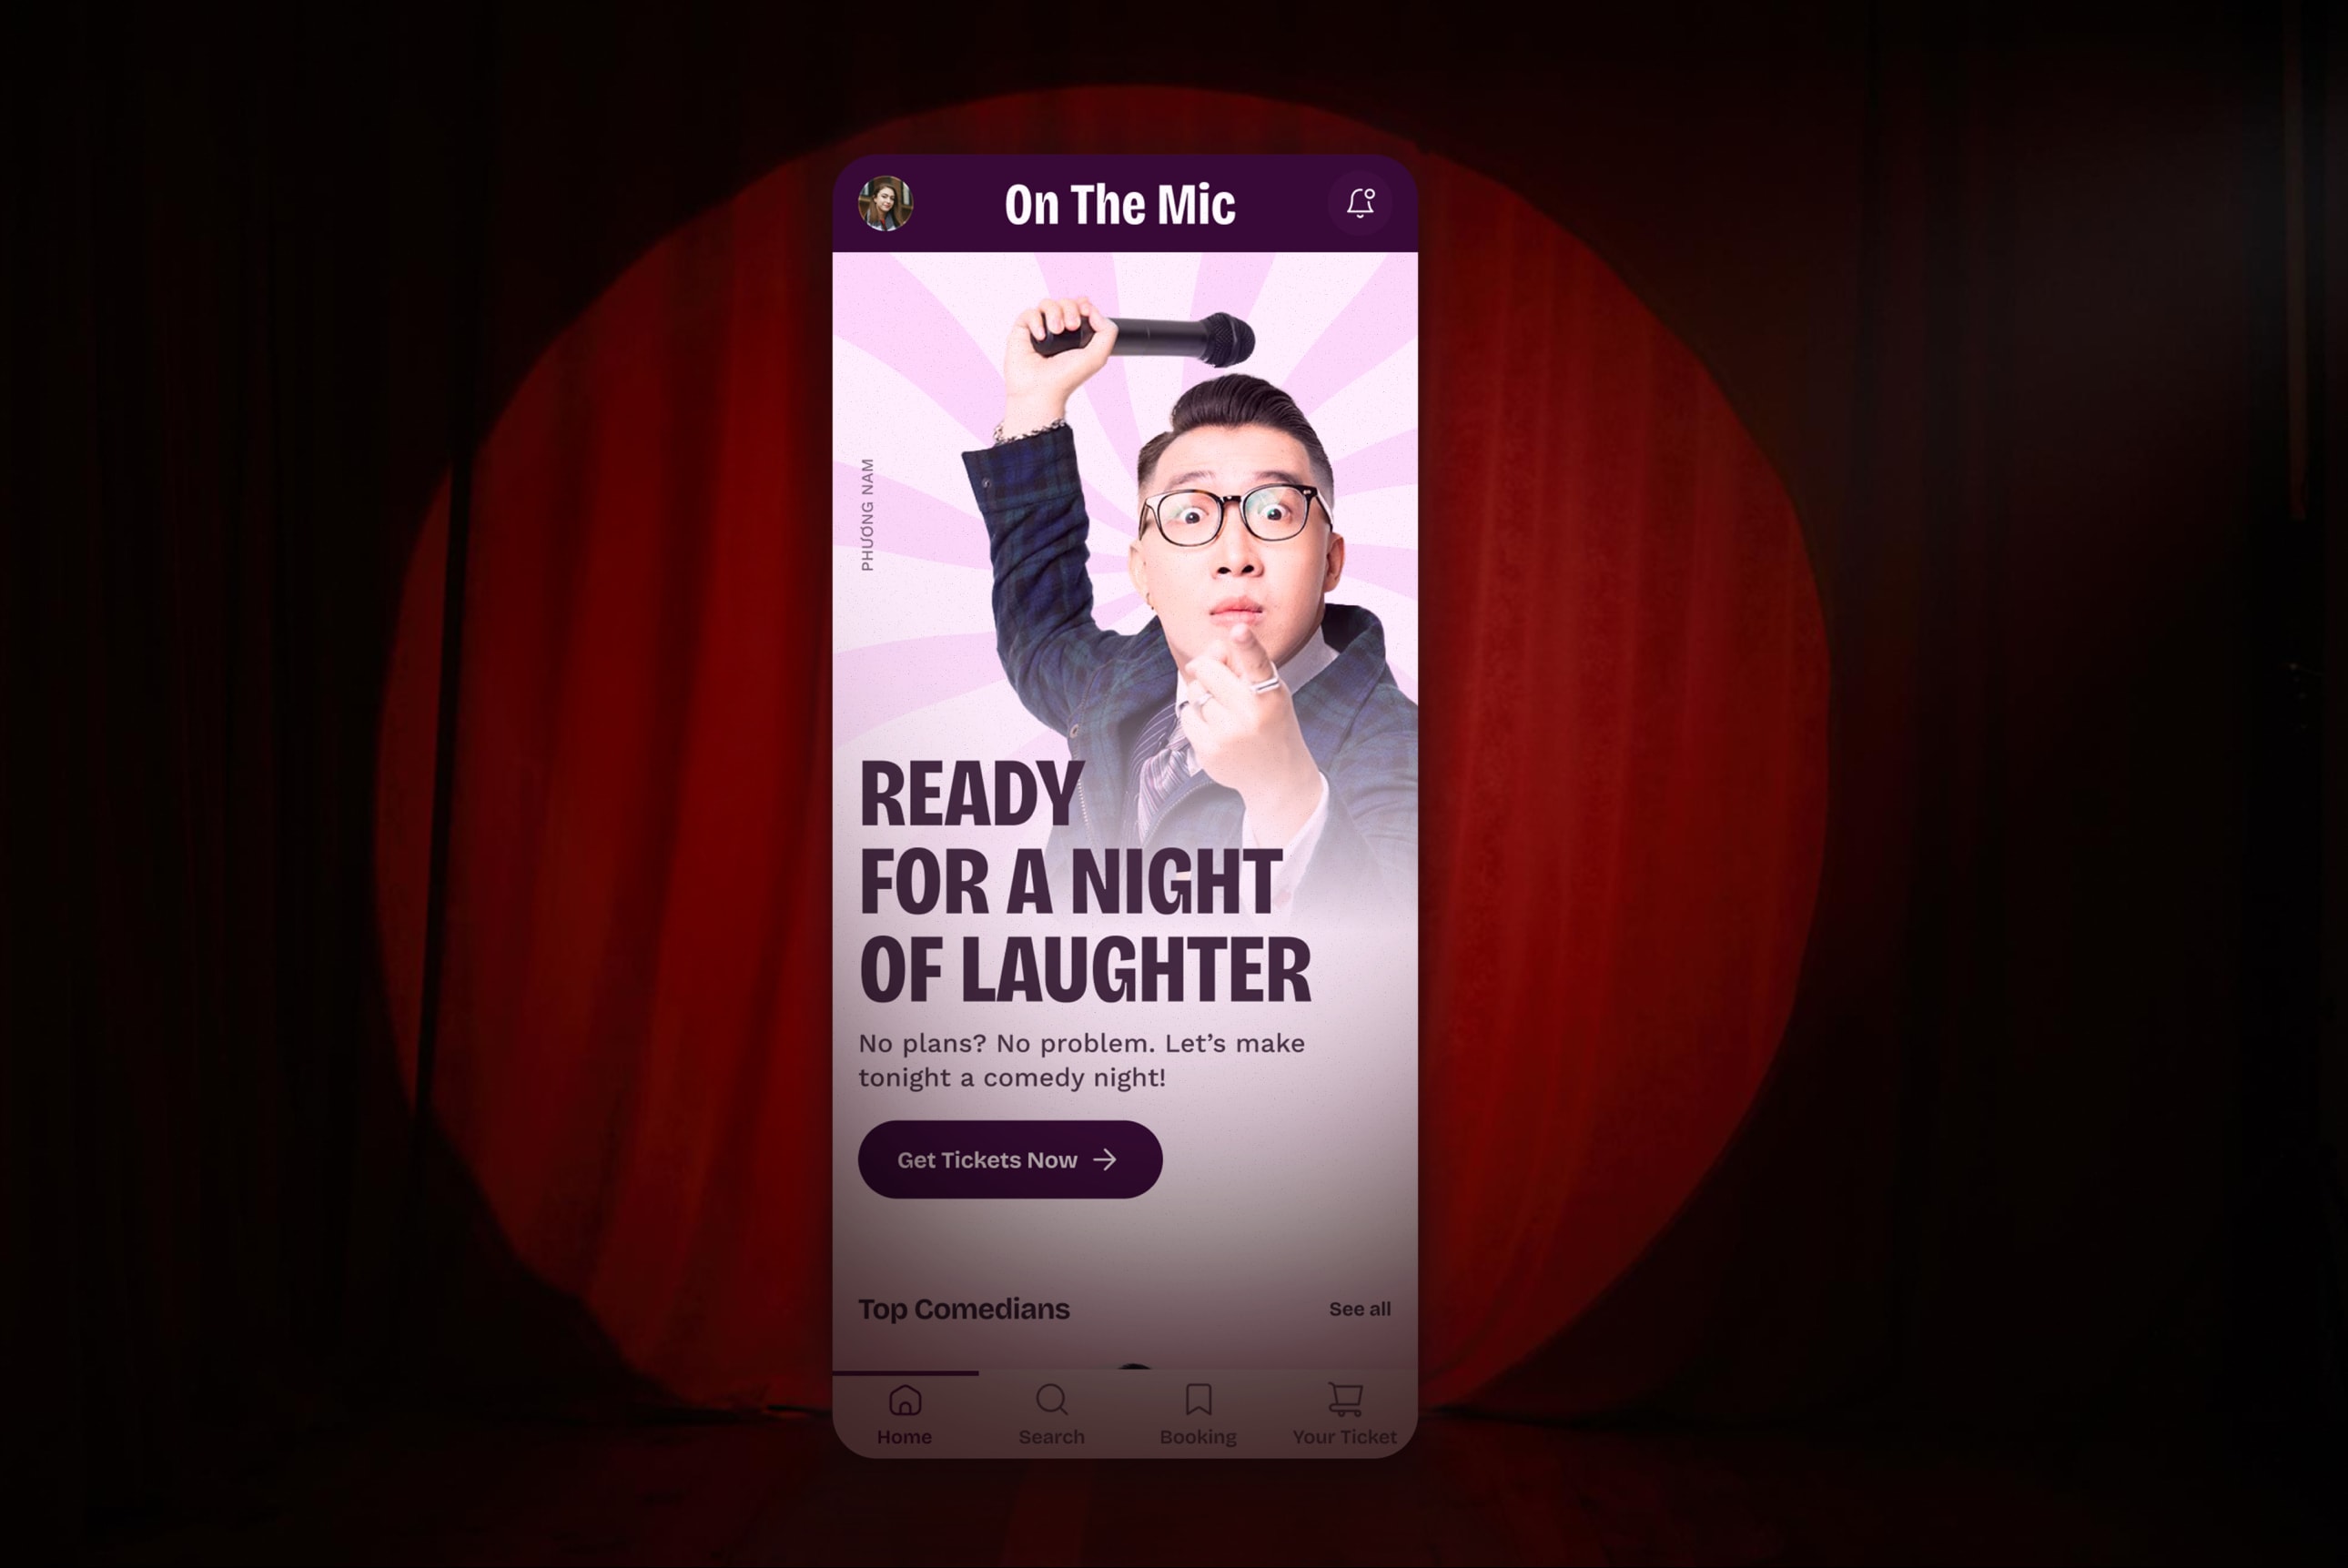 On The Mic
PHƯƠNG NAM
READY
FOR A NIGHT
OF LAUGHTER
No plans? No problem. Let’s make
tonight a comedy night!
Get Tickets Now
Top Comedians
See all
Home
Search
Booking
Your Ticket